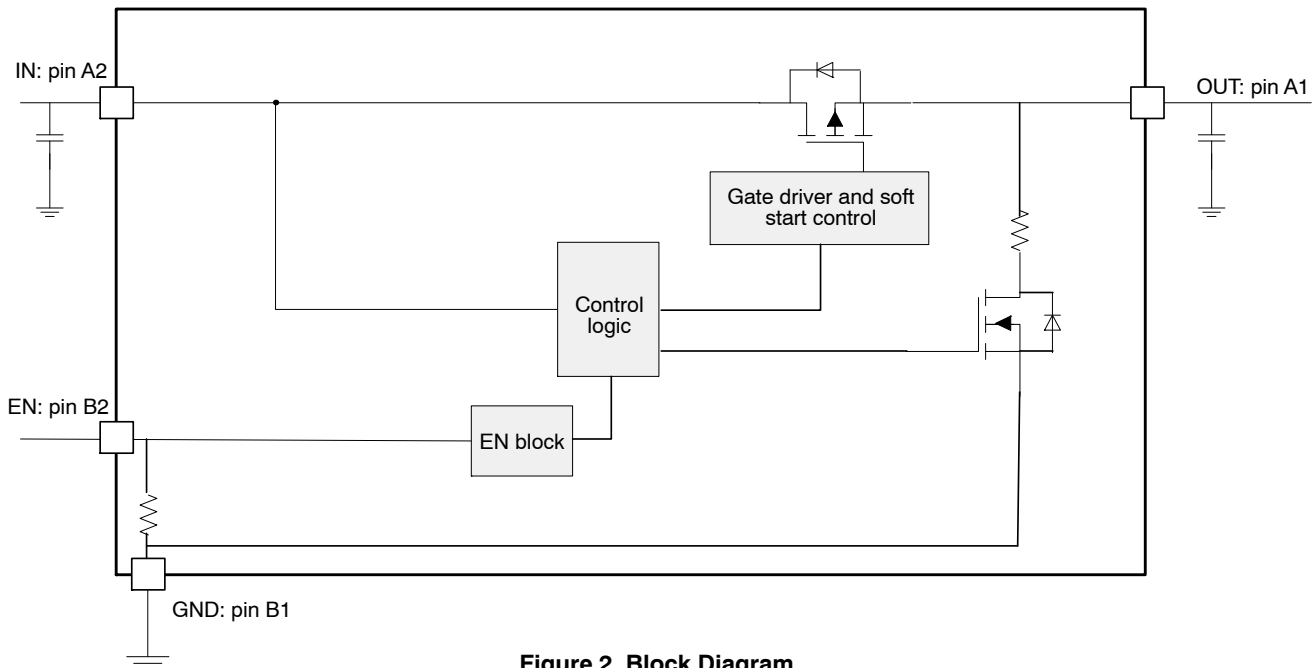 IN: pin A2
OUT: pin A1
Gate driver and soft
start control
Control
logic
EN: pin B2
EN block
GND: pin B1
Figure 2. Block Diagram